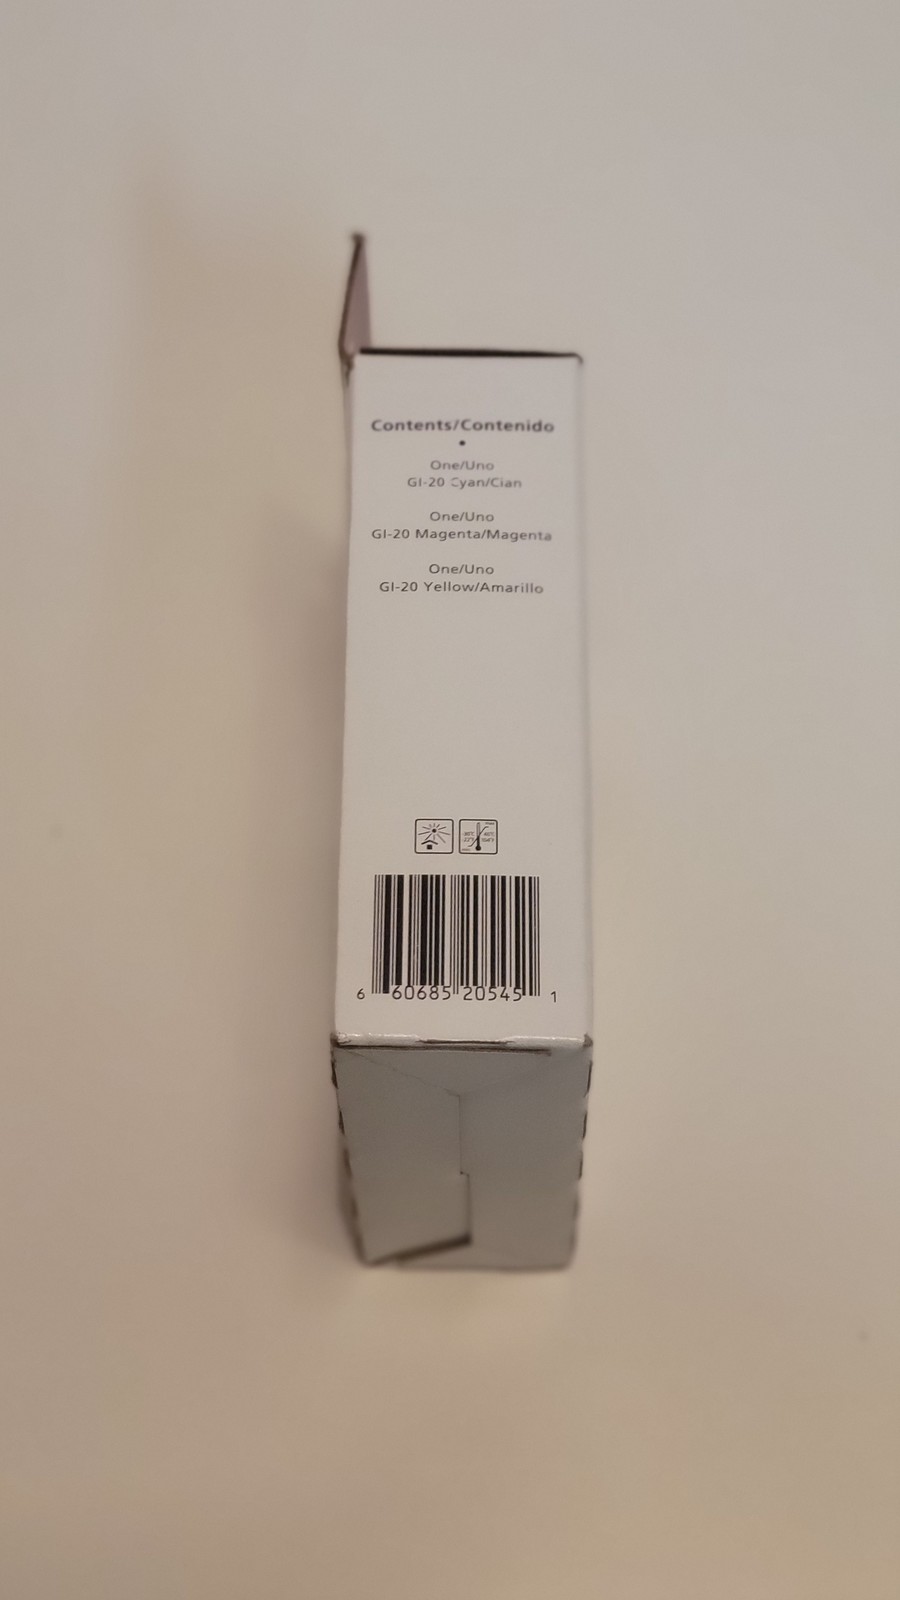 Contents/Contenido
•
One/Uno
GI-20 Cyan/Cian
One/Uno
GI-20 Magenta/Magenta
One/Uno
GI-20 Yellow/Amarillo
6 60685 20545 1